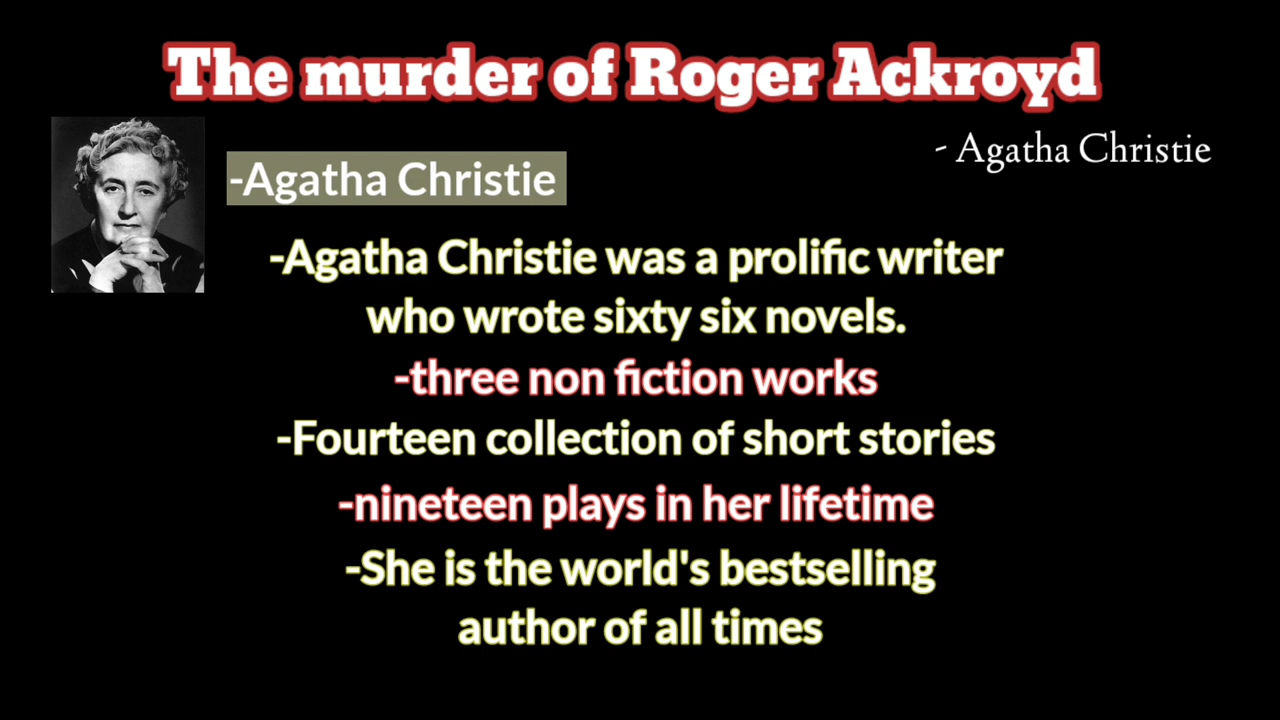 The murder of Roger Ackroyd
- Agatha Christie
-Agatha Christie
-Agatha Christie was a prolific writer
who wrote sixty six novels.
-three non fiction works
-Fourteen collection of short stories
-nineteen plays in her lifetime
-She is the world's bestselling
author of all times